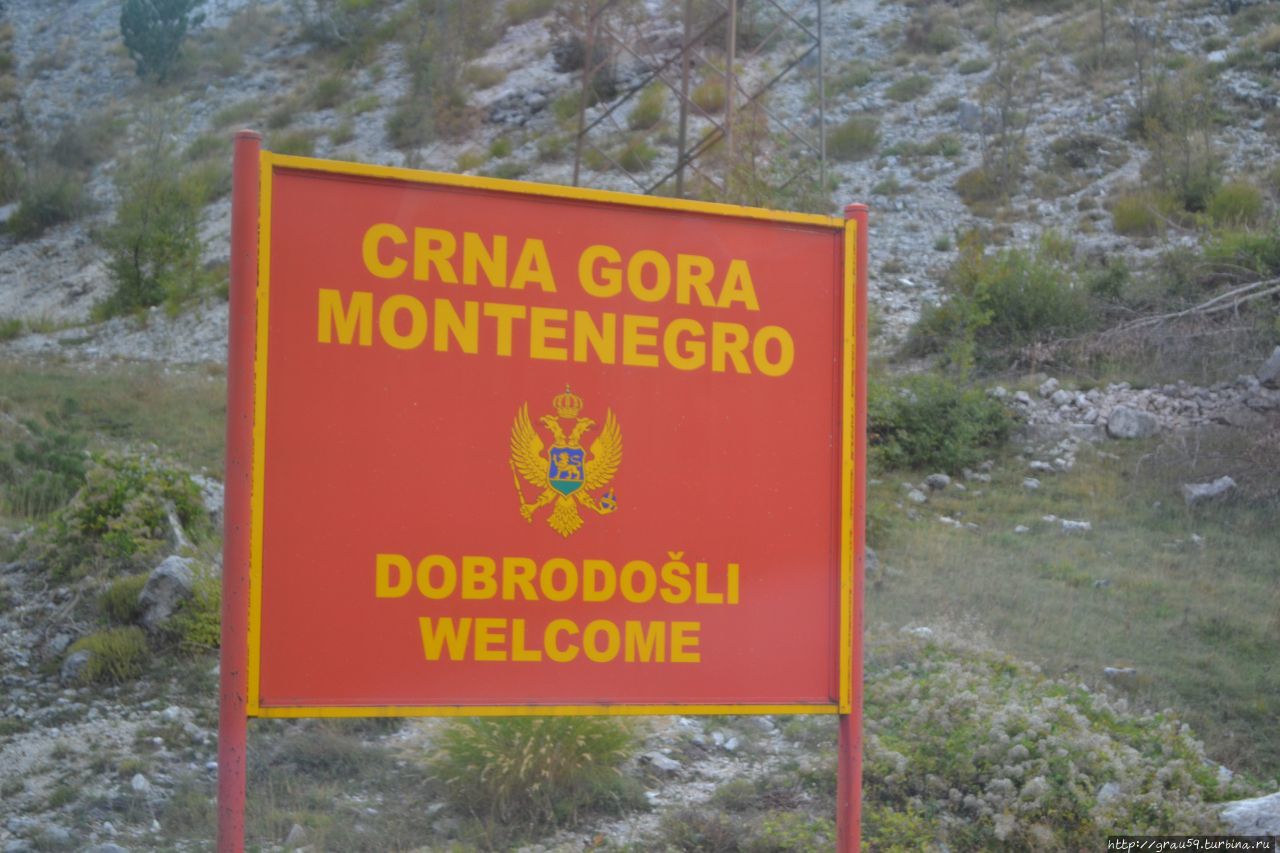 CRNA GORA
MONTENEGRO
DOBRODOŠLI
WELCOME
http://grau59.turbina.ru